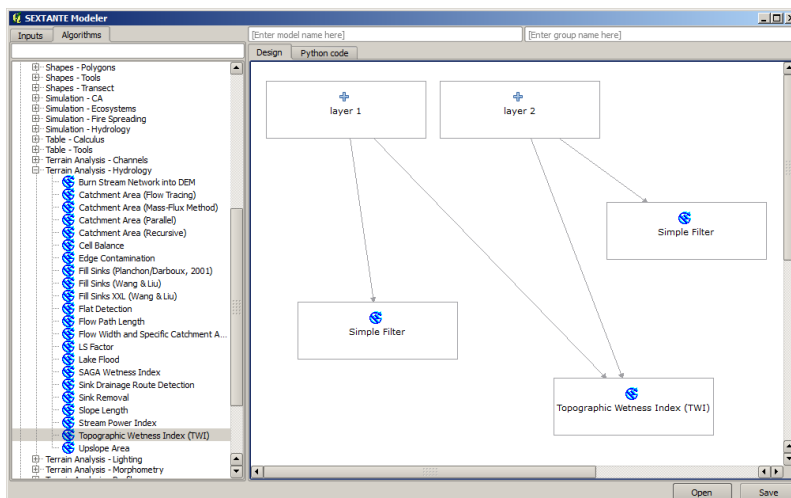 SEXTANTE Modeler
Inputs
Algorithms
[Enter model name here]
[Enter group name here]
Design
Python code
Shapes - Polygons
Shapes - Tools
Shapes - Transect
Simulation - CA
Simulation - Ecosystems
Simulation - Fire Spreading
Simulation - Hydrology
Table - Calculus
Table - Tools
Terrain Analysis - Channels
Terrain Analysis - Hydrology
Burn Stream Network into DEM
Catchment Area (Flow Tracing)
Catchment Area (Mass-Flux Method)
Catchment Area (Parallel)
Catchment Area (Recursive)
Cell Balance
Edge Contamination
Fill Sinks (Planchon/Darboux, 2001)
Fill Sinks (Wang & Liu)
Fill Sinks XXL (Wang & Liu)
Flat Detection
Flow Path Length
Flow Width and Specific Catchment A...
LS Factor
Lake Flood
SAGA Wetness Index
Sink Drainage Route Detection
Sink Removal
Slope Length
Stream Power Index
Topographic Wetness Index (TWI)
Upslope Area
Terrain Analysis - Lighting
Terrain Analysis - Morphometry
layer 1
layer 2
Simple Filter
Simple Filter
Topographic Wetness Index (TWI)
Open
Save